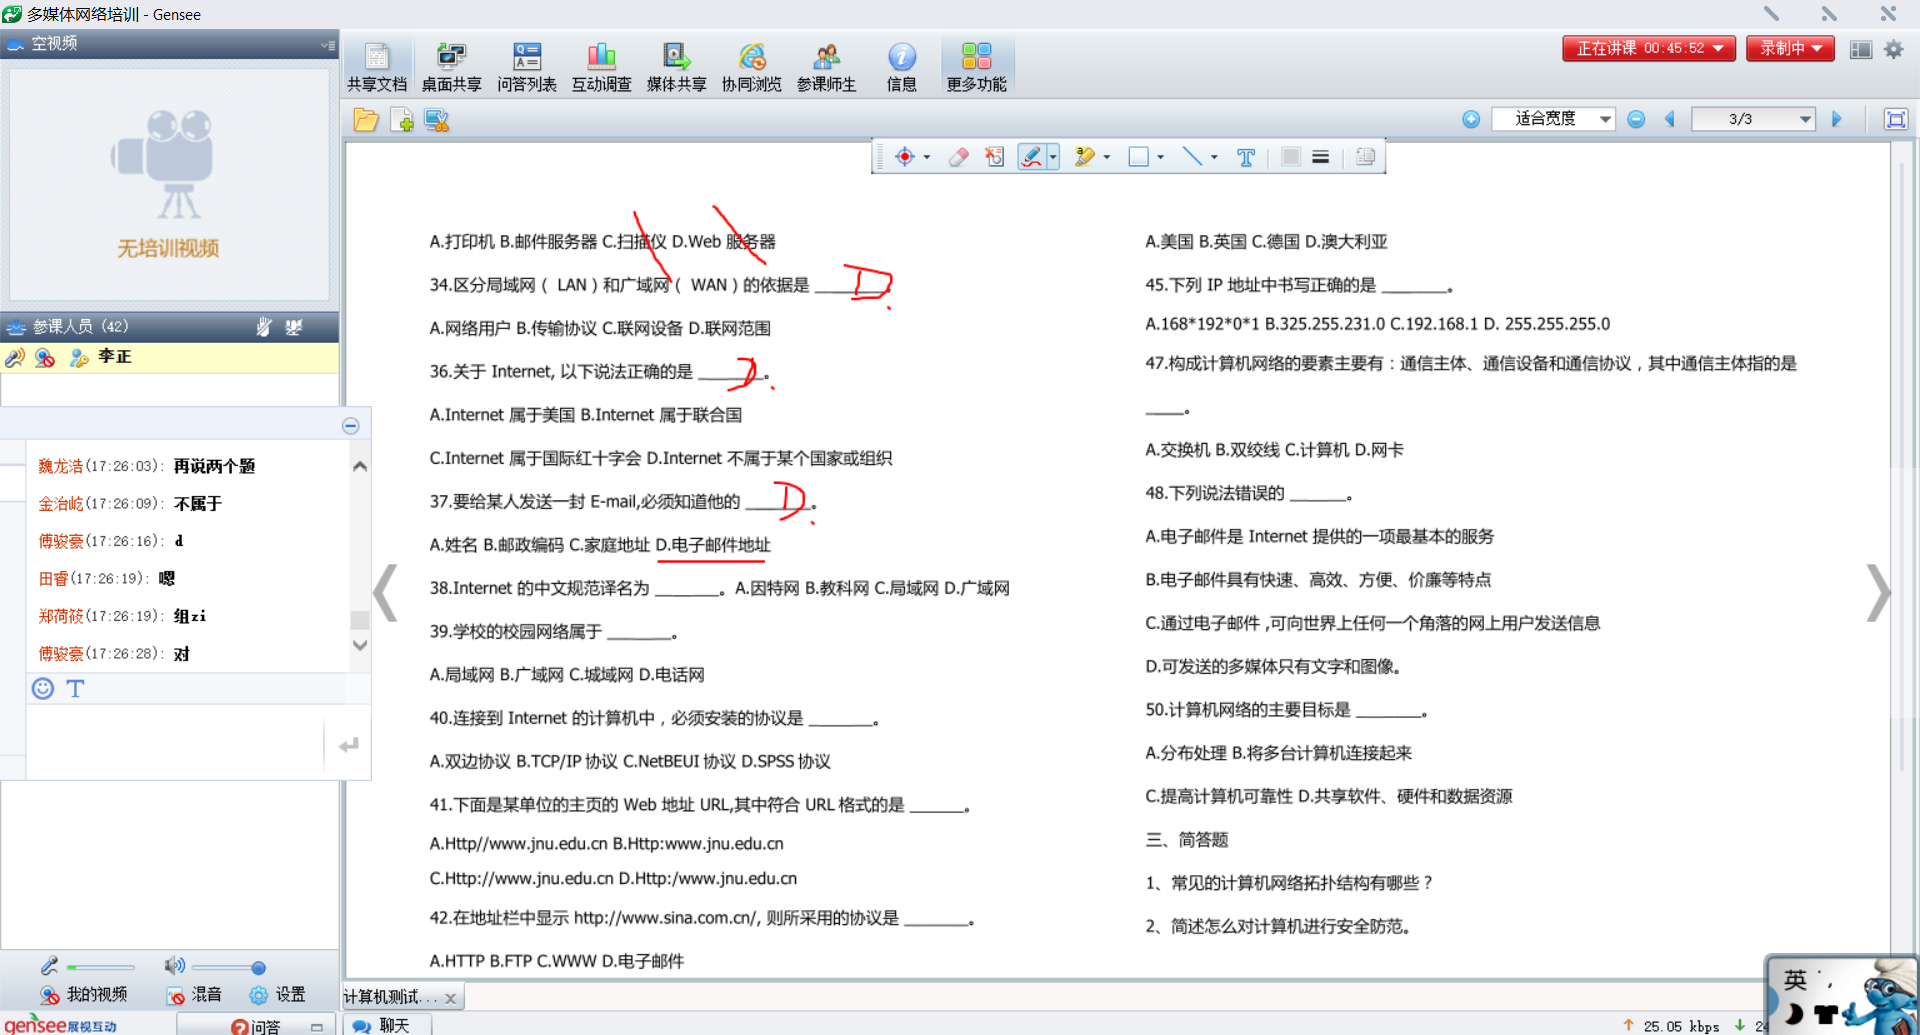 多媒体网络培训 - Gensee
空视频
无培训视频
参课人员 (42)
李正
共享文档 桌面共享 问答列表 互动调查 媒体共享 协同浏览 参课师生 信息 更多功能
正在讲课 00:45:52
录制中
适合宽度
3/3
魏龙浩(17:26:03): 再说两个题
金治屹(17:26:09): 不属于
傅骏豪(17:26:16): d
田睿(17:26:19): 嗯
郑荷筱(17:26:19): 组zi
傅骏豪(17:26:28): 对
我的视频 混音 设置
gensee展视互动
问答
A.打印机 B.邮件服务器 C.扫描仪 D.Web 服务器
34.区分局域网（ LAN）和广域网（ WAN）的依据是 ________。
D
A.网络用户 B.传输协议 C.联网设备 D.联网范围
36.关于 Internet, 以下说法正确的是 ________。
D
A.Internet 属于美国 B.Internet 属于联合国
C.Internet 属于国际红十字会 D.Internet 不属于某个国家或组织
37.要给某人发送一封 E-mail,必须知道他的 ________。
D
A.姓名 B.邮政编码 C.家庭地址 D.电子邮件地址
38.Internet 的中文规范译名为 ________。A.因特网 B.教科网 C.局域网 D.广域网
39.学校的校园网络属于 ________。
A.局域网 B.广域网 C.城域网 D.电话网
40.连接到 Internet 的计算机中，必须安装的协议是 ________。
A.双边协议 B.TCP/IP 协议 C.NetBEUI 协议 D.SPSS 协议
41.下面是某单位的主页的 Web 地址 URL,其中符合 URL 格式的是 _______。
A.Http//www.jnu.edu.cn B.Http:www.jnu.edu.cn
C.Http://www.jnu.edu.cn D.Http:/www.jnu.edu.cn
42.在地址栏中显示 http://www.sina.com.cn/, 则所采用的协议是 ________。
A.HTTP B.FTP C.WWW D.电子邮件
A.美国 B.英国 C.德国 D.澳大利亚
45.下列 IP 地址中书写正确的是 ________。
A.168*192*0*1 B.325.255.231.0 C.192.168.1 D. 255.255.255.0
47.构成计算机网络的要素主要有：通信主体、通信设备和通信协议，其中通信主体指的是
_____。
A.交换机 B.双绞线 C.计算机 D.网卡
48.下列说法错误的 _______。
A.电子邮件是 Internet 提供的一项最基本的服务
B.电子邮件具有快速、高效、方便、价廉等特点
C.通过电子邮件 ,可向世界上任何一个角落的网上用户发送信息
D.可发送的多媒体只有文字和图像。
50.计算机网络的主要目标是 ________。
A.分布处理 B.将多台计算机连接起来
C.提高计算机可靠性 D.共享软件、硬件和数据资源
三、简答题
1、常见的计算机网络拓扑结构有哪些？
2、简述怎么对计算机进行安全防范。
计算机测试...
聊天
英
25.05 kbps